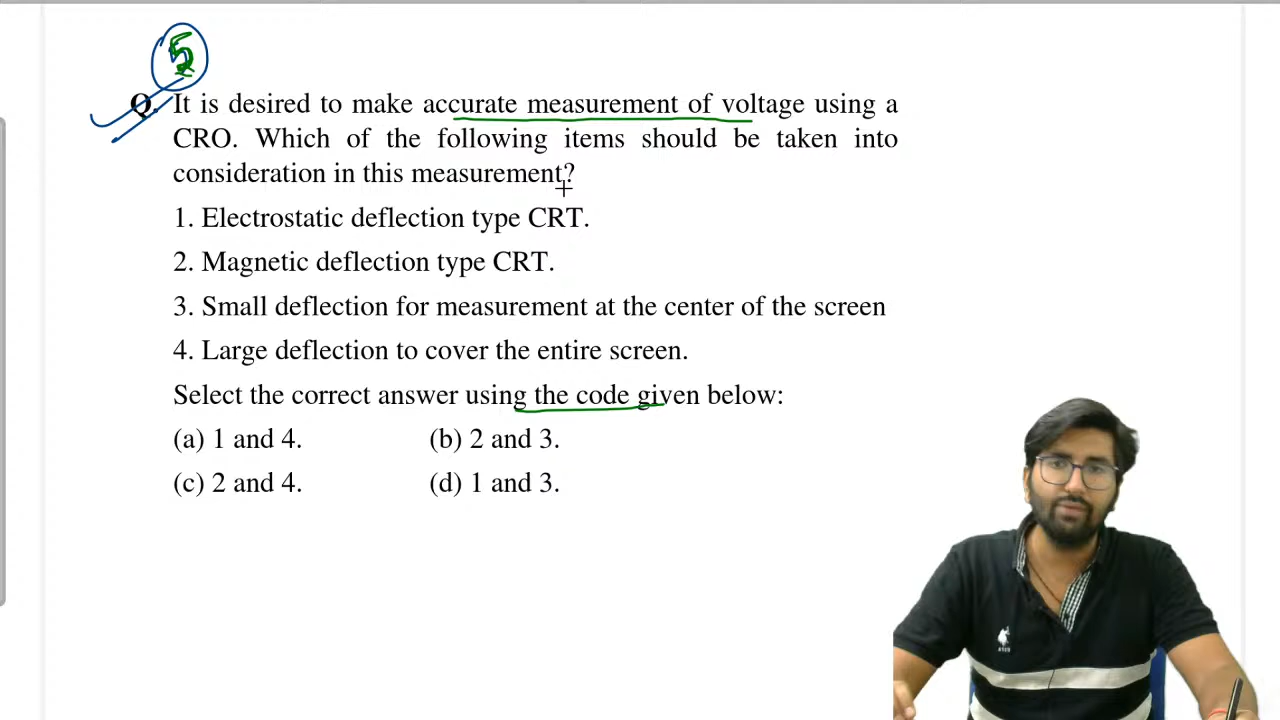 52
Q. It is desired to make accurate measurement of voltage using a
CRO. Which of the following items should be taken into
consideration in this measurement?
1. Electrostatic deflection type CRT.
2. Magnetic deflection type CRT.
3. Small deflection for measurement at the center of the screen
4. Large deflection to cover the entire screen.
Select the correct answer using the code given below:
(a) 1 and 4. (b) 2 and 3.
(c) 2 and 4. (d) 1 and 3.